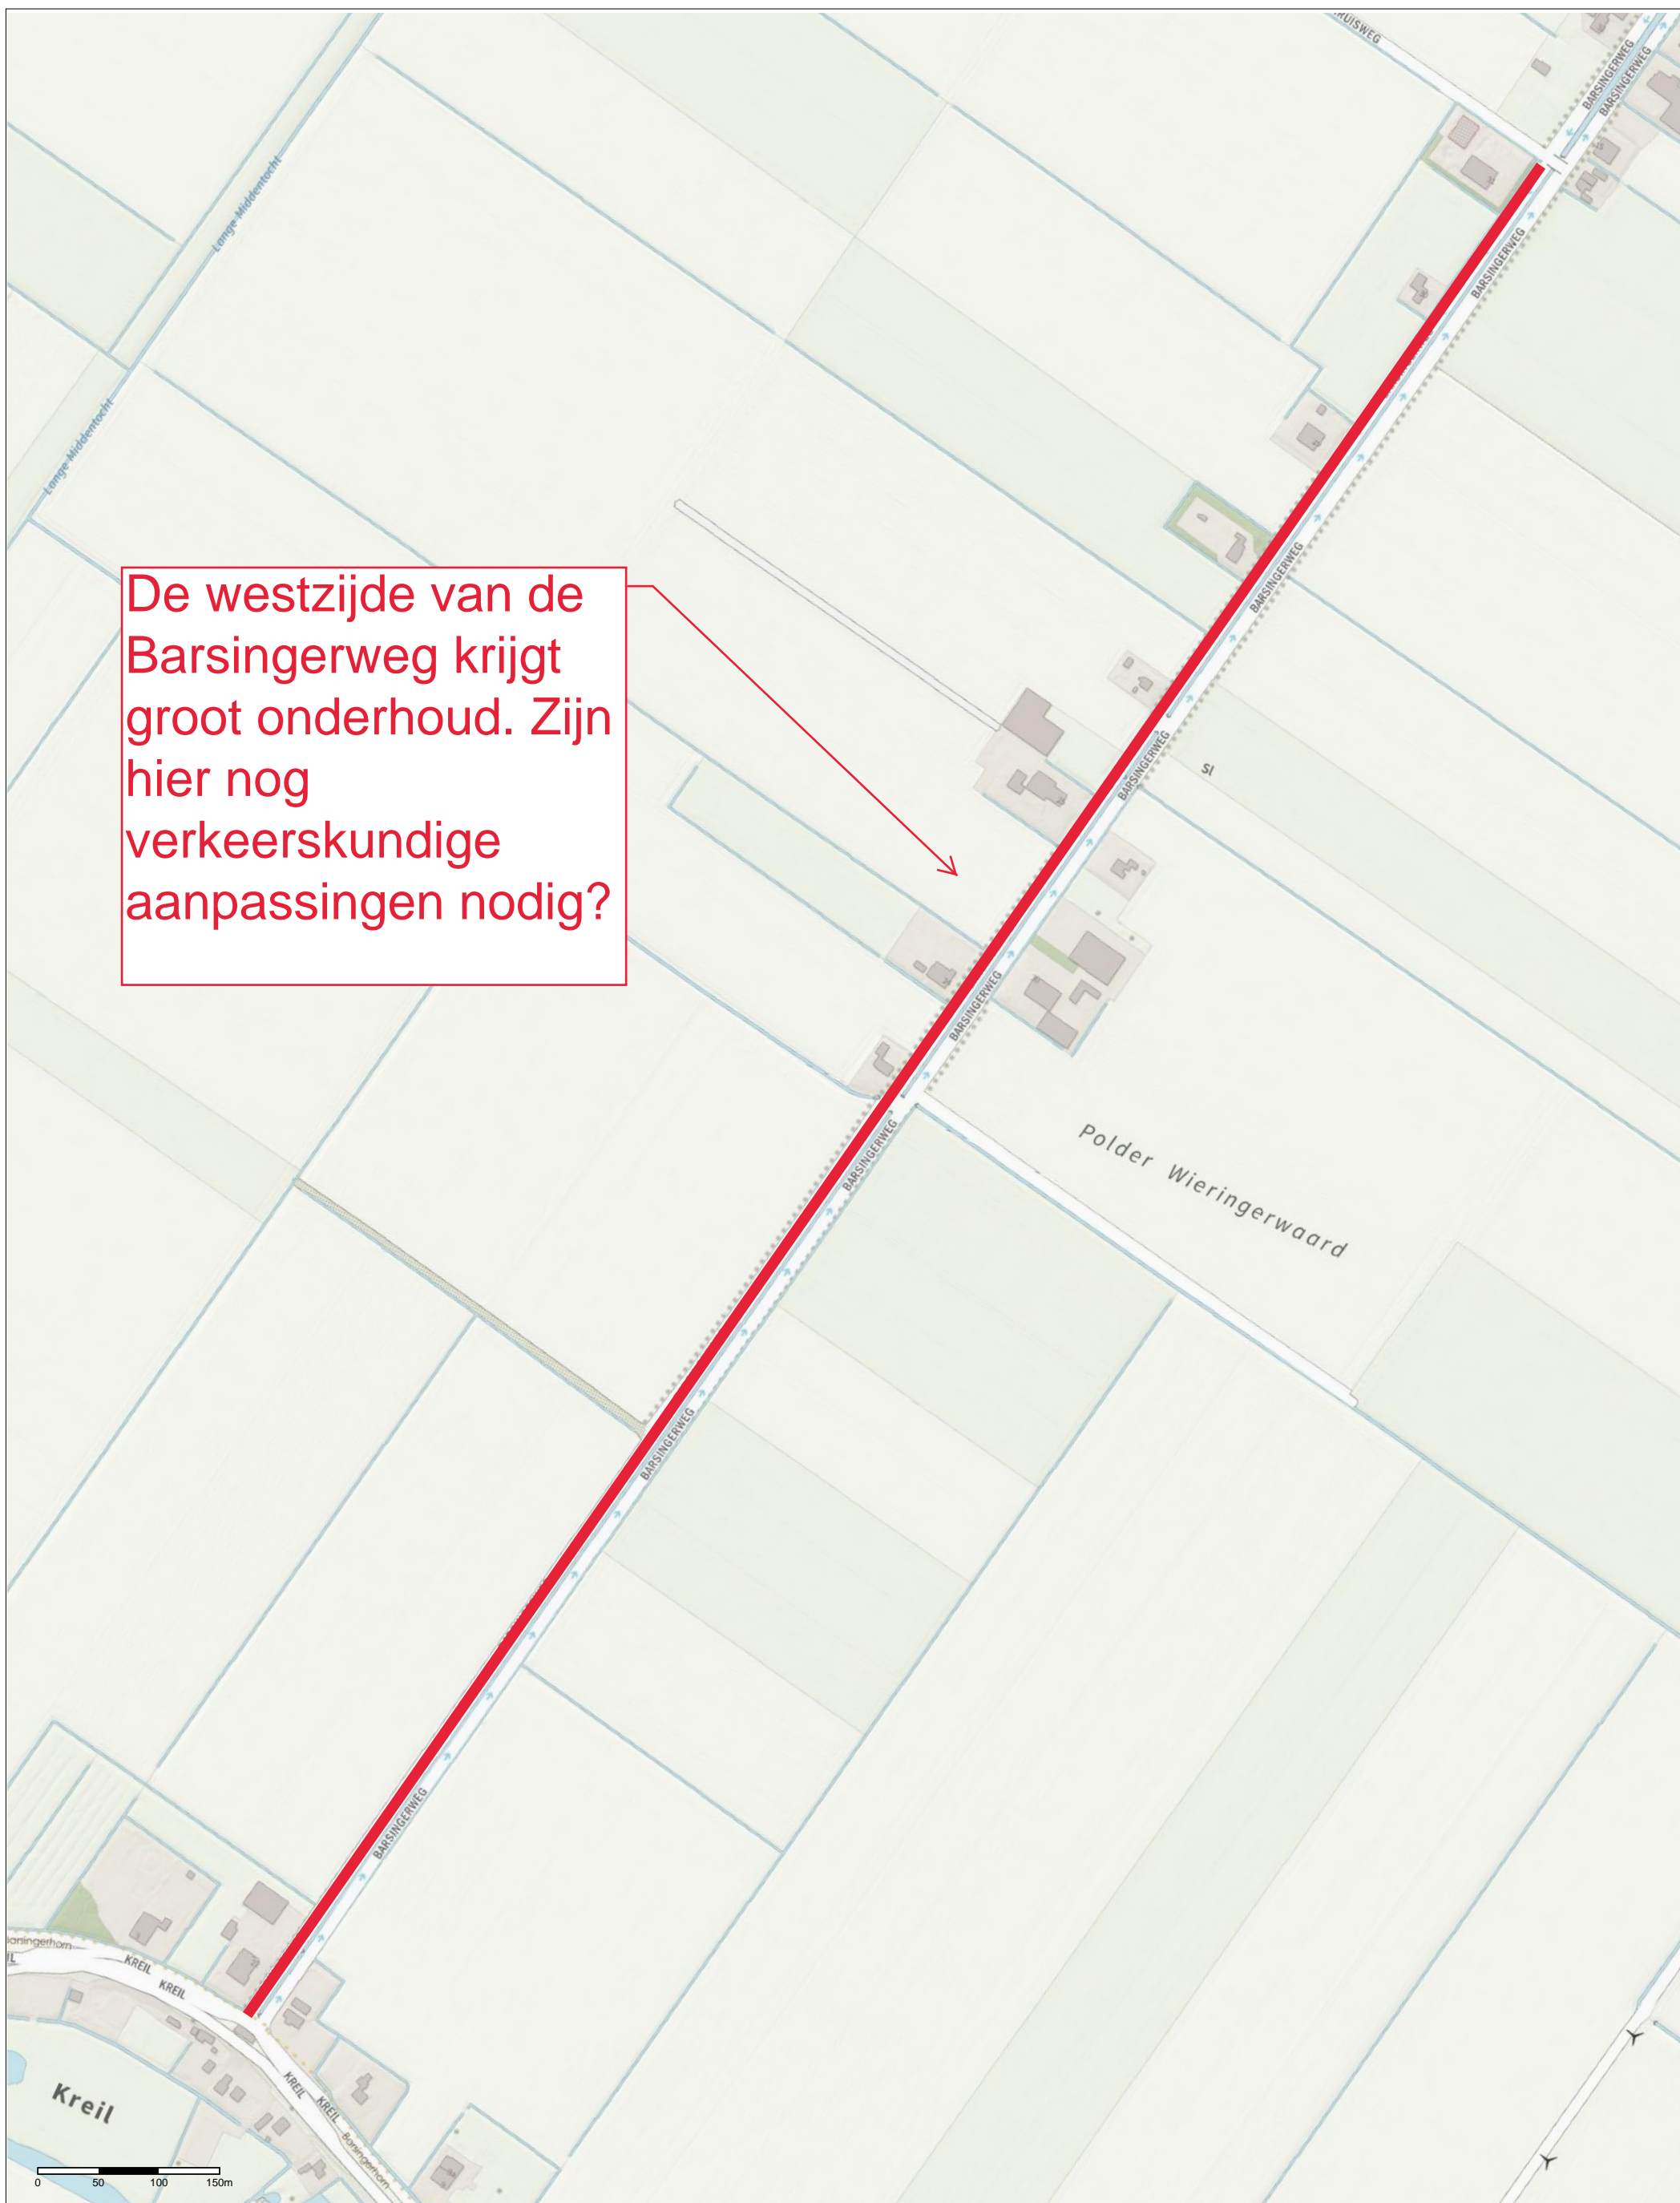 RUISWEG
BARSINGERWEG
BARSINGERWEG
Lange Middentocht
BARSINGERWEG
Lange Middentocht
BARSINGERWEG
De westzijde van de
Barsingerweg krijgt
groot onderhoud. Zijn
hier nog
verkeerskundige
aanpassingen nodig?
BARSINGERWEG
Sl
BARSINGERWEG
BARSINGERWEG
Polder Wieringerwaard
BARSINGERWEG
BARSINGERWEG
KREIL
KREIL
KREIL
KREIL
Kreil
0 50 100 150m